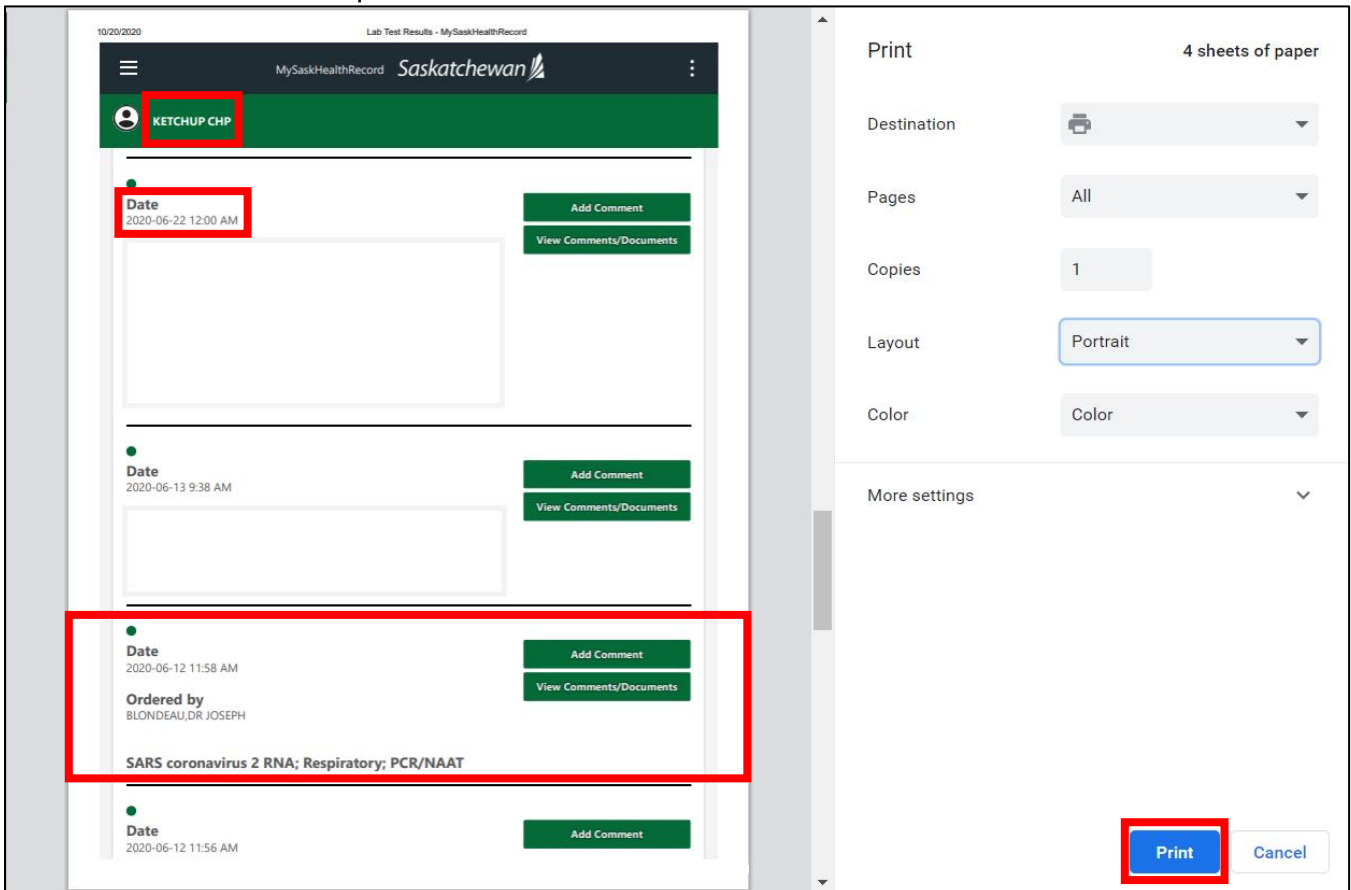 10/20/2020 Lab Test Results - MySaskHealthRecord
MySaskHealthRecord Saskatchewan
KETCHUP CHP
Date
2020-06-22 12:00 AM
Add Comment
View Comments/Documents
Date
2020-06-13 9:38 AM
Add Comment
View Comments/Documents
Date
2020-06-12 11:58 AM
Add Comment
View Comments/Documents
Ordered by
BLONDEAU,DR JOSEPH
SARS coronavirus 2 RNA; Respiratory; PCR/NAAT
Date
2020-06-12 11:56 AM
Add Comment
Print 4 sheets of paper
Destination
Pages All
Copies 1
Layout Portrait
Color Color
More settings
Print Cancel